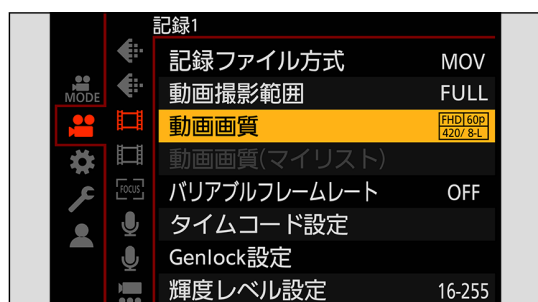 記録1
記録ファイル方式 MOV
動画撮影範囲 FULL
動画画質 FHD 60p 420/ 8-L
動画画質(マイリスト)
バリアブルフレームレート OFF
タイムコード設定
Genlock設定
輝度レベル設定 16-255
MODE
FOCUS